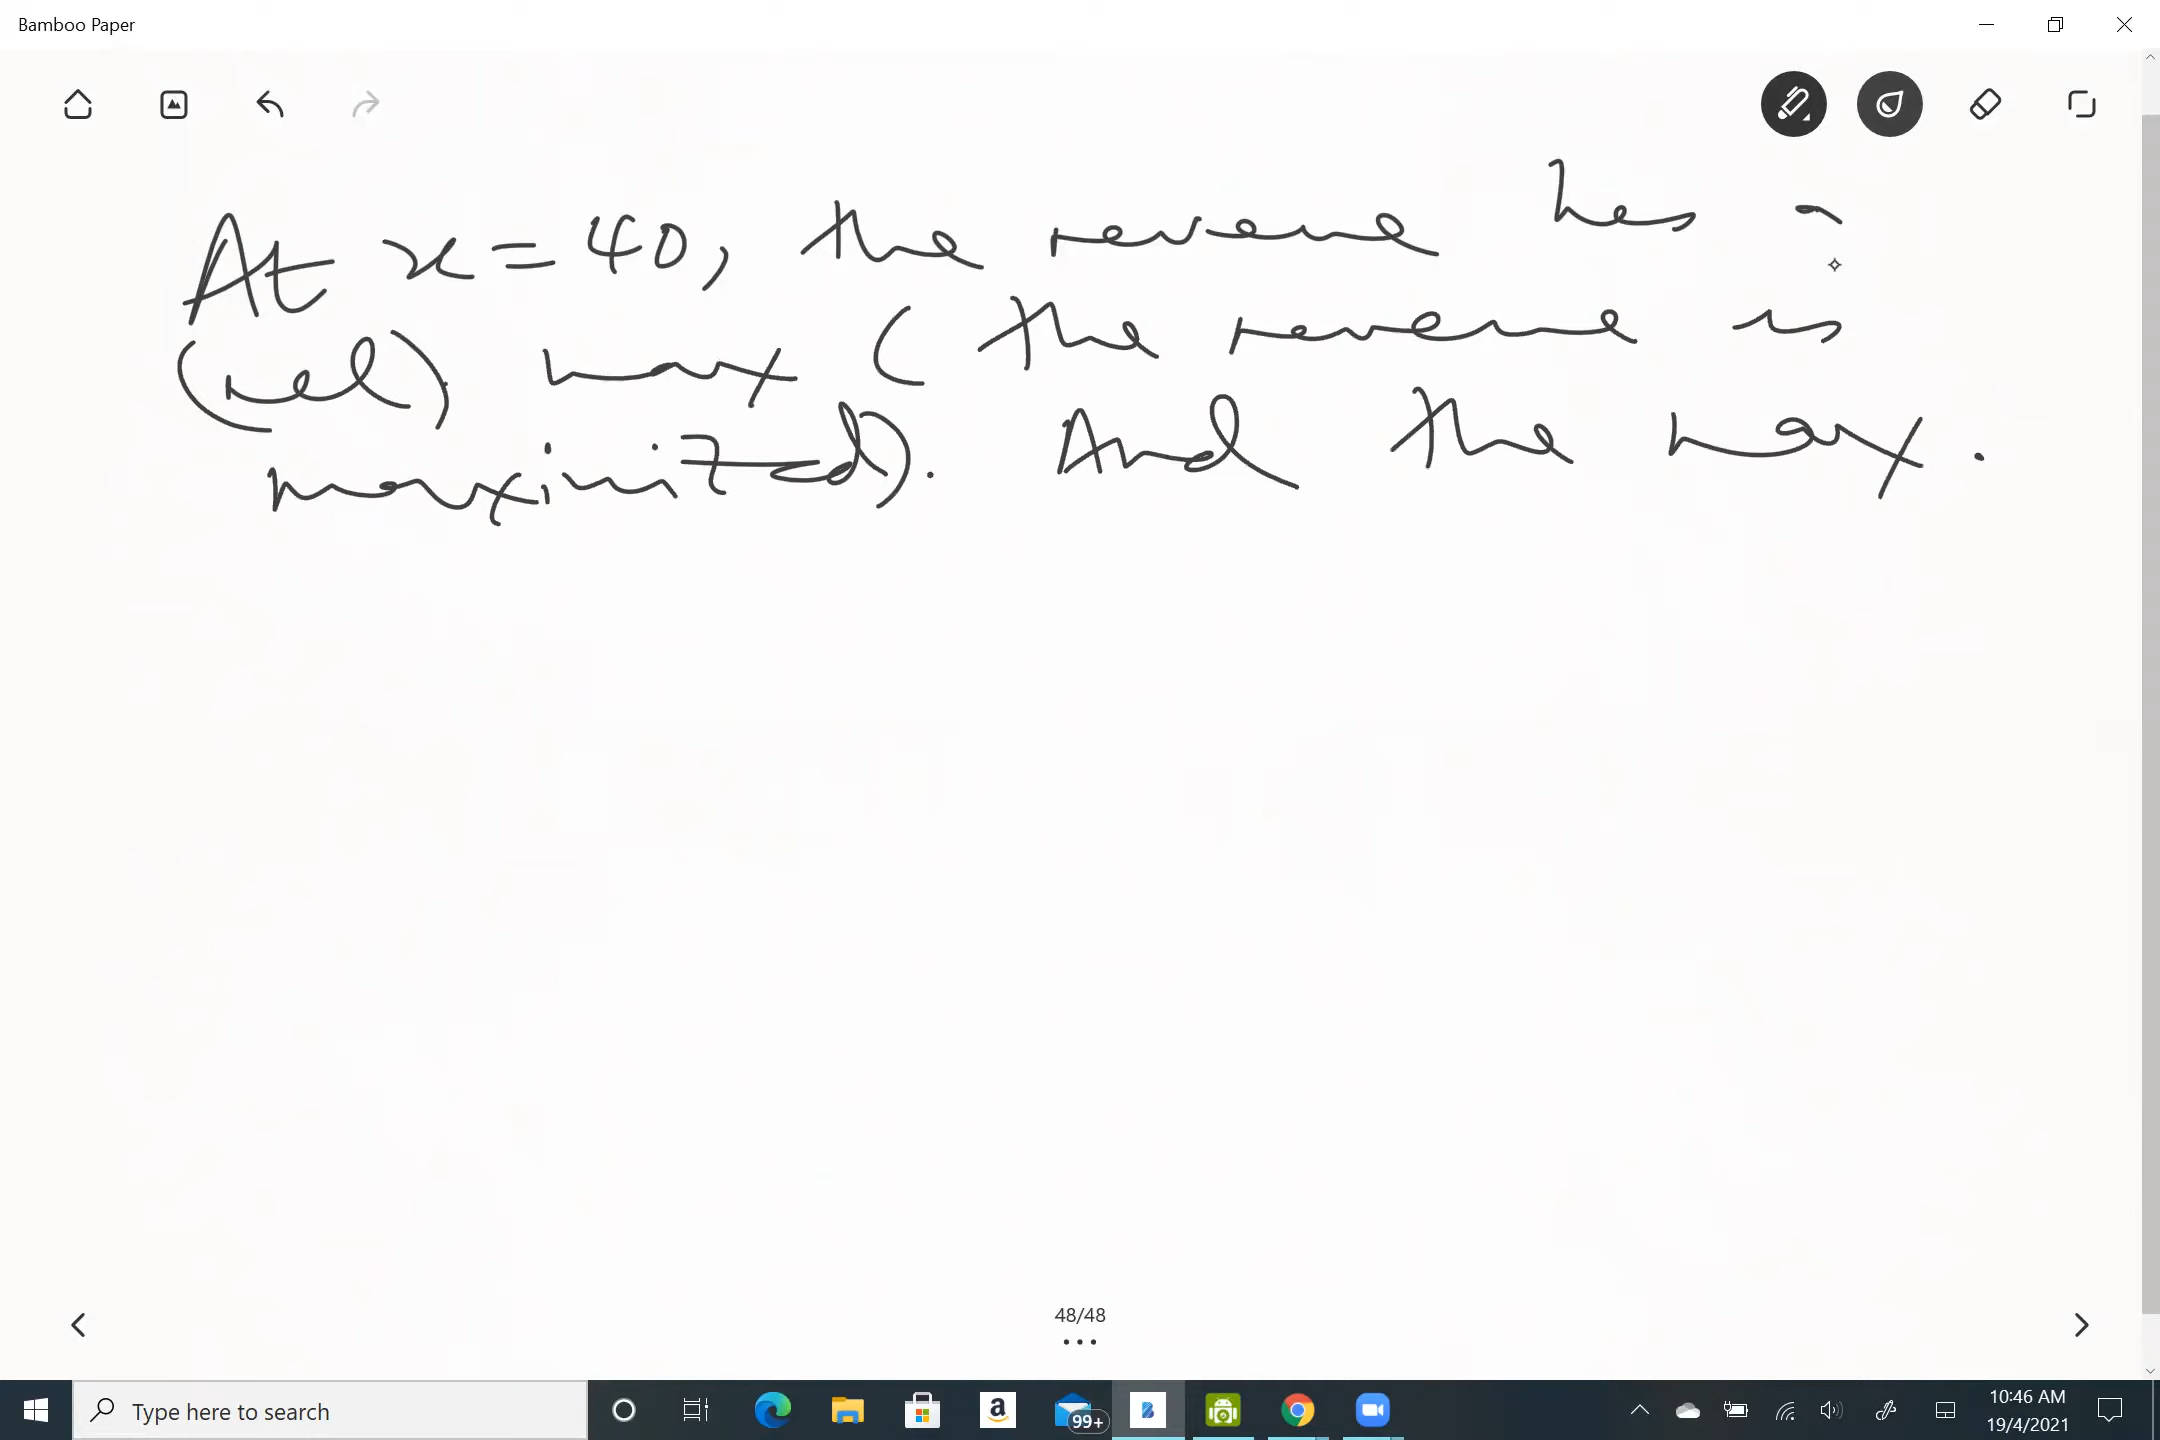 Bamboo Paper
At x = 40, the revenue has a
(rel) max ( the revenue is
maximized). And the max.
48/48
Type here to search
99+
10:46 AM
19/4/2021